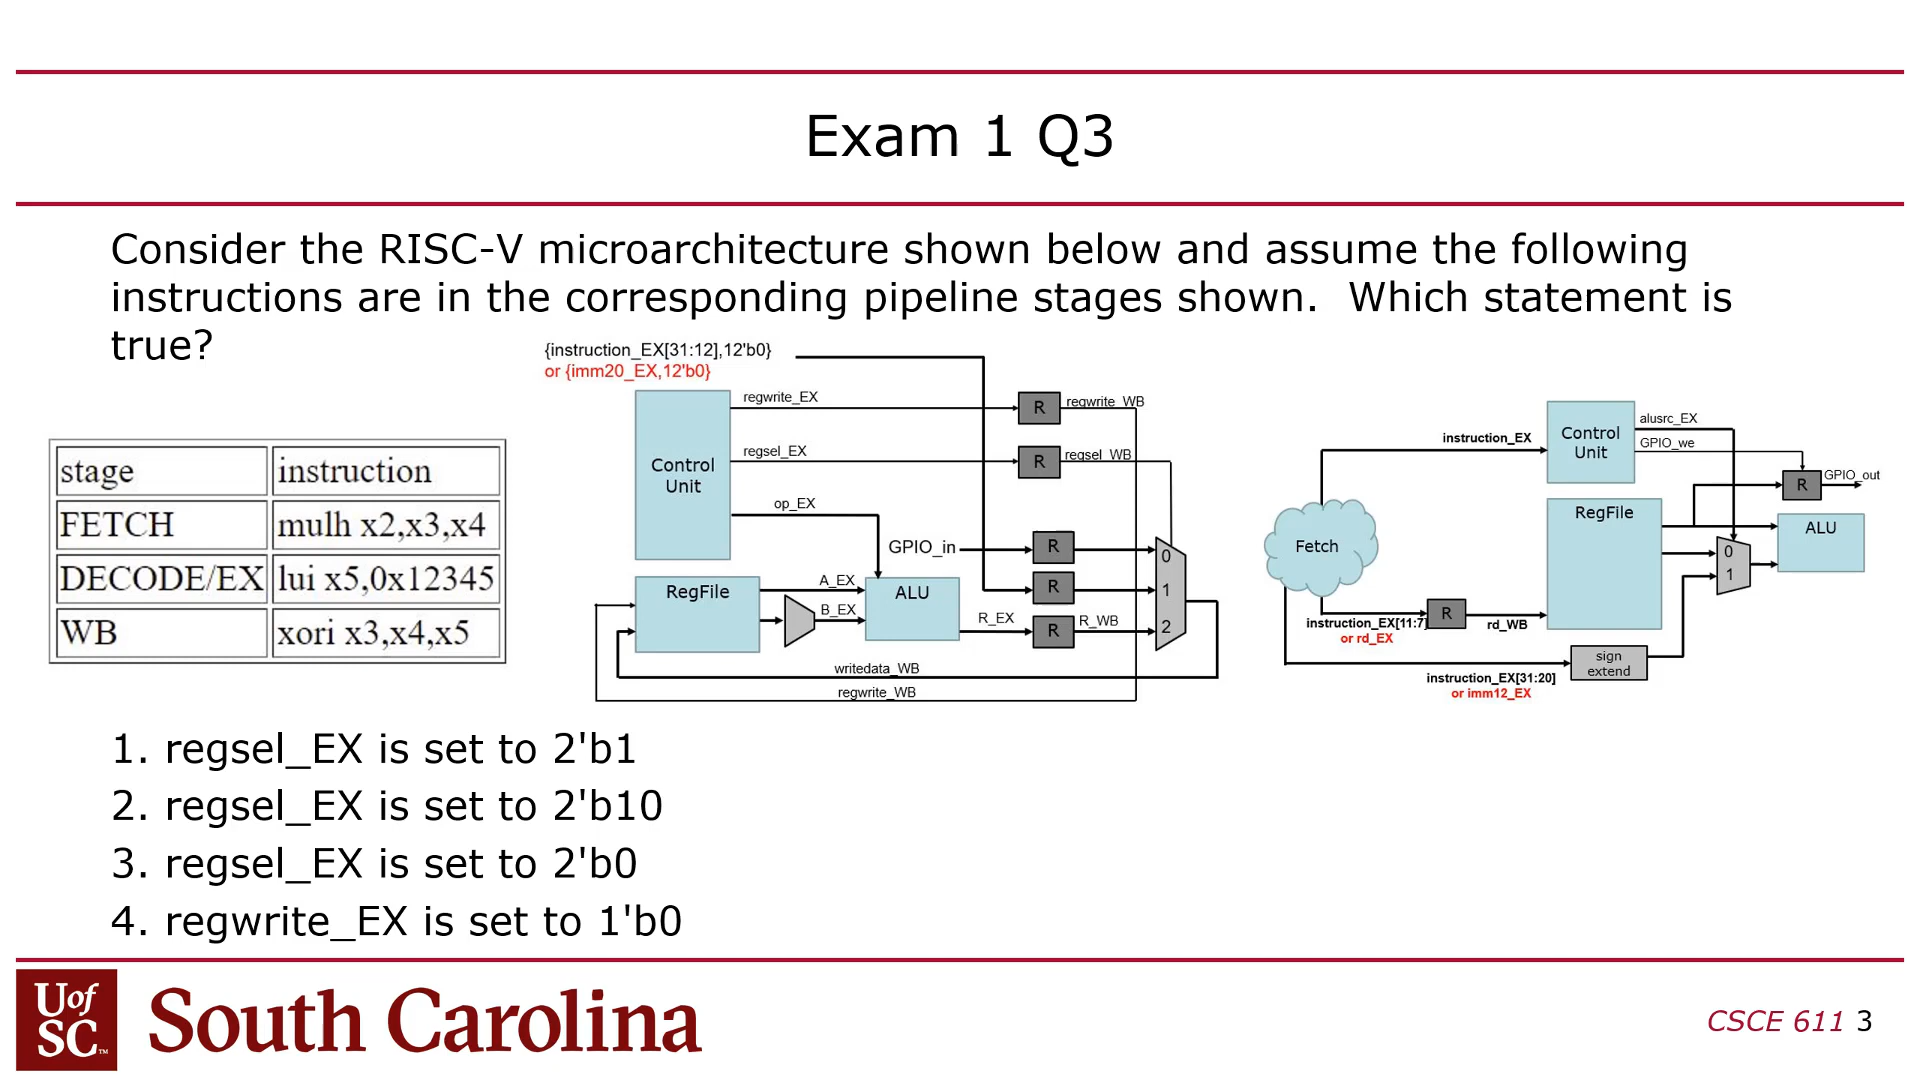 Exam 1 Q3
Consider the RISC-V microarchitecture shown below and assume the following
instructions are in the corresponding pipeline stages shown.  Which statement is
true?
stage instruction
FETCH mulh x2,x3,x4
DECODE/EX lui x5,0x12345
WB xori x3,x4,x5
{instruction_EX[31:12],12'b0}
or {imm20_EX,12'b0}
regwrite_EX
R
regwrite_WB
regsel_EX
R
regsel_WB
Control
Unit
op_EX
GPIO_in
R
0
R
1
RegFile
A_EX
B_EX
ALU
R_EX
R
R_WB
2
writedata_WB
regwrite_WB
instruction_EX
Control
Unit
alusrc_EX
GPIO_we
R
GPIO_out
RegFile
ALU
Fetch
0
1
instruction_EX[11:7]
or rd_EX
R
rd_WB
sign
extend
instruction_EX[31:20]
or imm12_EX
1. regsel_EX is set to 2'b1
2. regsel_EX is set to 2'b10
3. regsel_EX is set to 2'b0
4. regwrite_EX is set to 1'b0
UofSC™ South Carolina
CSCE 611 3